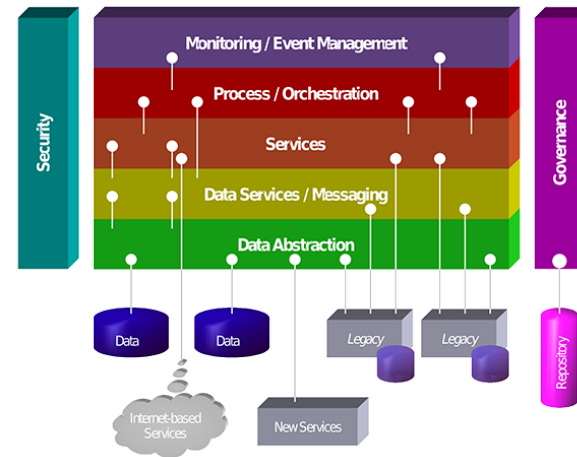 Monitoring / Event Management
Process / Orchestration
Services
Data Services / Messaging
Data Abstraction
Security
Governance
Data
Data
Legacy
Legacy
Repository
Internet-based
Services
New Services